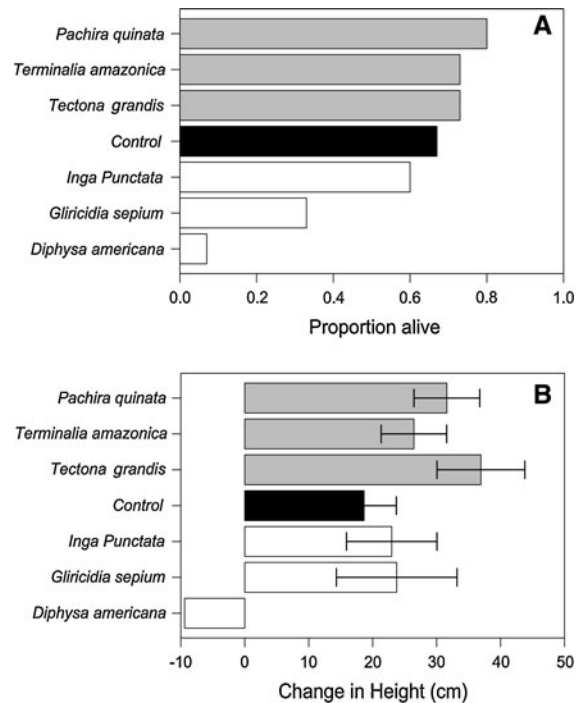 A
Pachira quinata
Terminalia amazonica
Tectona grandis
Control
Inga Punctata
Gliricidia sepium
Diphysa americana
0.0 0.2 0.4 0.6 0.8 1.0
Proportion alive
B
Pachira quinata
Terminalia amazonica
Tectona grandis
Control
Inga Punctata
Gliricidia sepium
Diphysa americana
-10 0 10 20 30 40 50
Change in Height (cm)